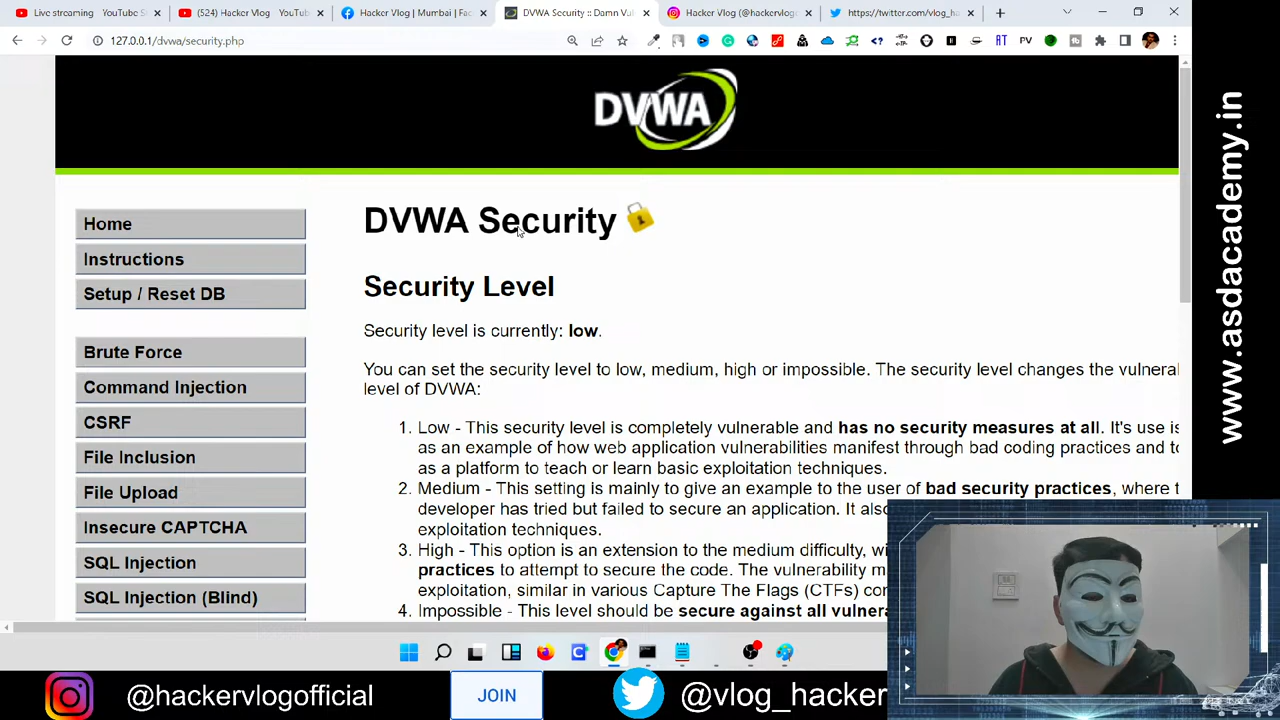 Live streaming - YouTube S
(524) Hacker Vlog - YouTube
Hacker Vlog | Mumbai | Fac
DVWA Security :: Damn Vul
Hacker Vlog (@hackervlog
https://twitter.com/vlog_ha
127.0.0.1/dvwa/security.php
DVWA
DVWA Security
Home
Instructions
Setup / Reset DB
Brute Force
Command Injection
CSRF
File Inclusion
File Upload
Insecure CAPTCHA
SQL Injection
SQL Injection (Blind)
Security Level
Security level is currently: low.
You can set the security level to low, medium, high or impossible. The security level changes the vulneral
level of DVWA:
1. Low - This security level is completely vulnerable and has no security measures at all. It's use is
as an example of how web application vulnerabilities manifest through bad coding practices and to
as a platform to teach or learn basic exploitation techniques.
2. Medium - This setting is mainly to give an example to the user of bad security practices, where t
developer has tried but failed to secure an application. It also
exploitation techniques.
3. High - This option is an extension to the medium difficulty, wi
practices to attempt to secure the code. The vulnerability m
exploitation, similar in various Capture The Flags (CTFs) con
4. Impossible - This level should be secure against all vulnera
www.asdacademy.in
@hackervlogofficial
JOIN
@vlog_hacker